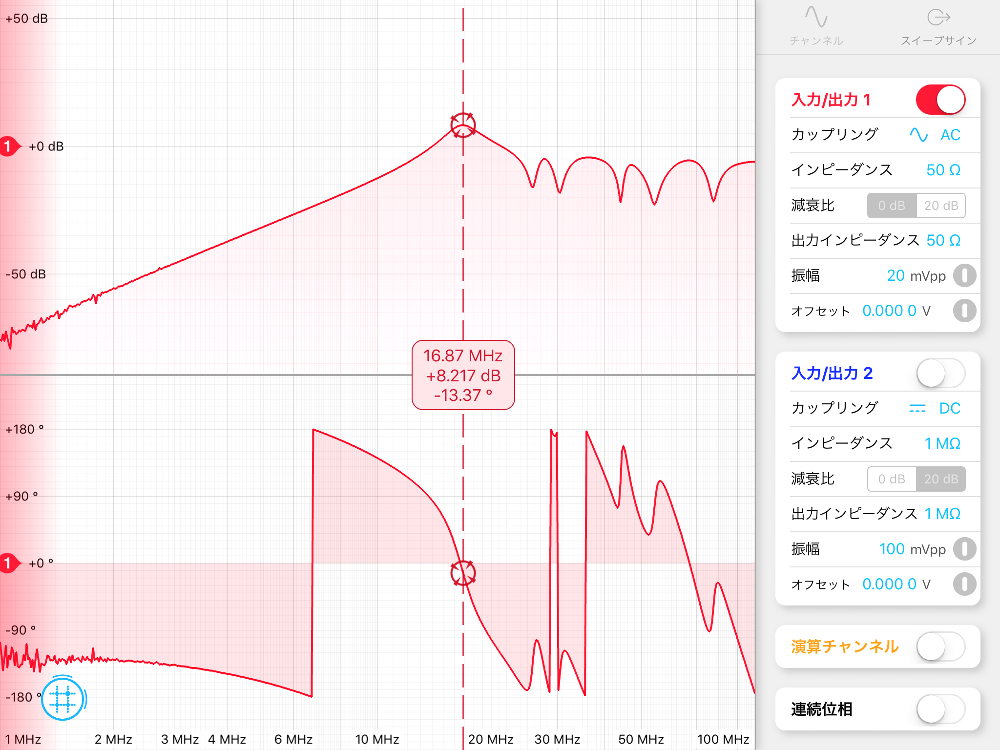 +50 dB
1
+0 dB
-50 dB
16.87 MHz
+8.217 dB
-13.37 °
+180 °
+90 °
1
+0 °
-90 °
-180 °
1 MHz
2 MHz
3 MHz
4 MHz
6 MHz
10 MHz
20 MHz
30 MHz
50 MHz
100 MHz
チャンネル
スイープサイン
入力/出力 1
カップリング AC
インピーダンス 50 Ω
減衰比 0 dB 20 dB
出力インピーダンス 50 Ω
振幅 20 mVpp
オフセット 0.000 0 V
入力/出力 2
カップリング DC
インピーダンス 1 MΩ
減衰比 0 dB 20 dB
出力インピーダンス 1 MΩ
振幅 100 mVpp
オフセット 0.000 0 V
演算チャンネル
連続位相